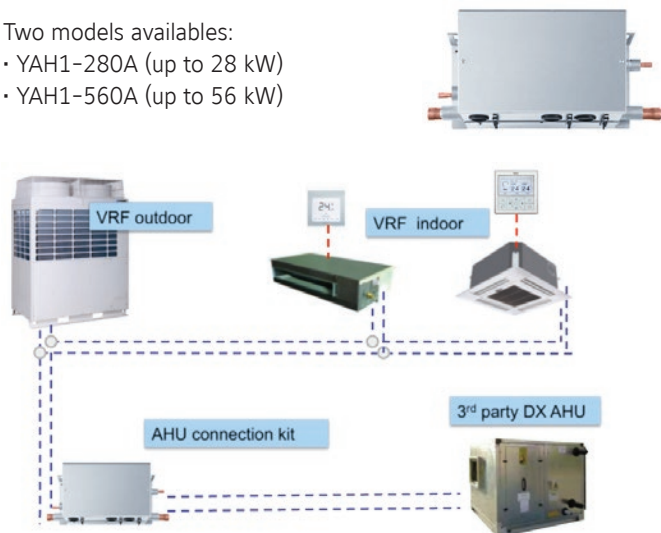 Two models availables:
• YAH1-280A (up to 28 kW)
• YAH1-560A (up to 56 kW)
VRF outdoor
VRF indoor
AHU connection kit
3rd party DX AHU